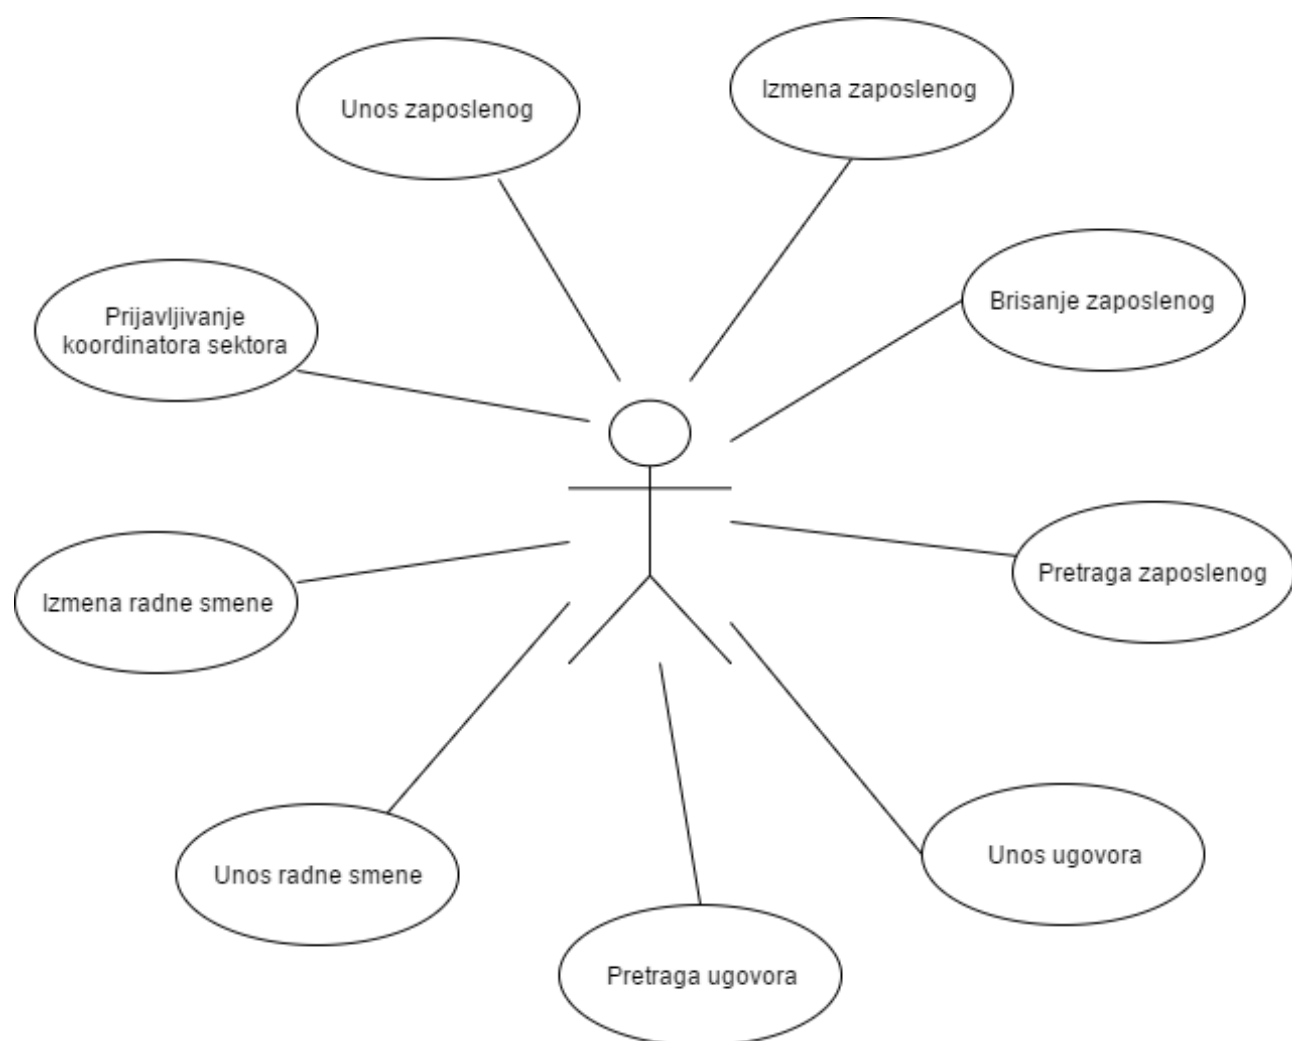 Izmena zaposlenog
Unos zaposlenog
Brisanje zaposlenog
Prijavljivanje
koordinatora sektora
Pretraga zaposlenog
Izmena radne smene
Unos ugovora
Unos radne smene
Pretraga ugovora